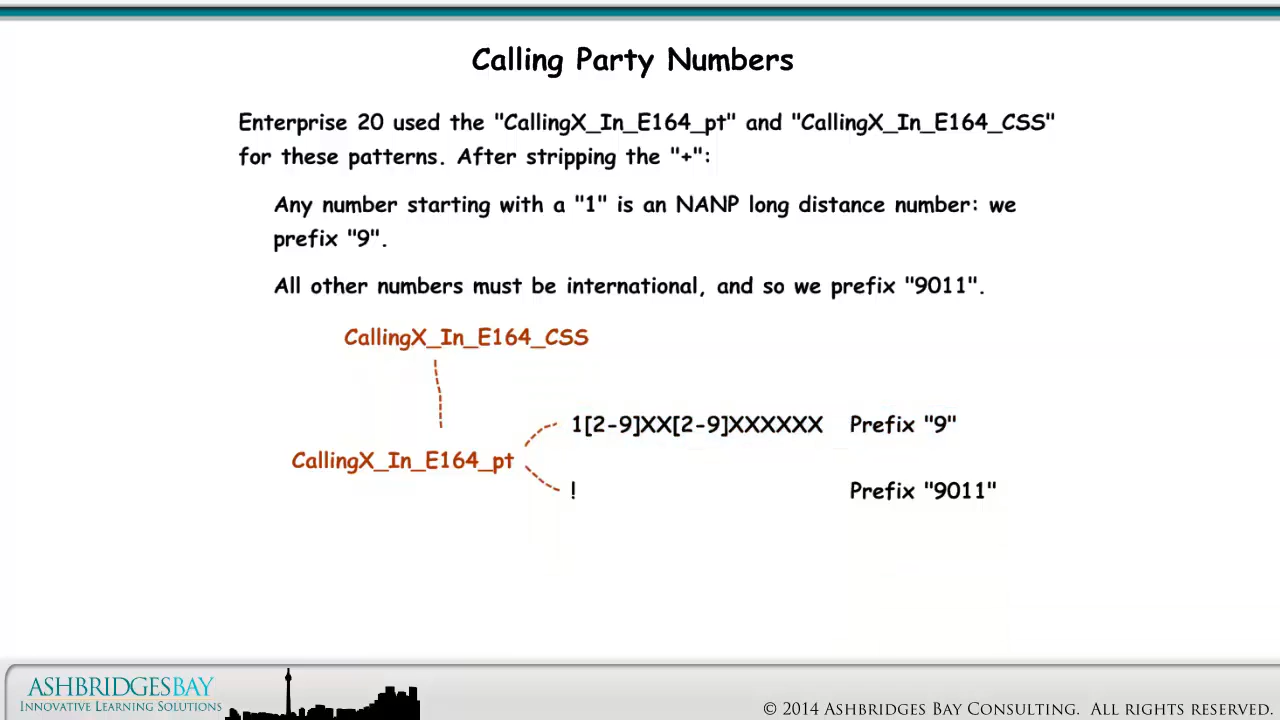 Calling Party Numbers
Enterprise 20 used the "CallingX_In_E164_pt" and "CallingX_In_E164_CSS"
for these patterns. After stripping the "+":
Any number starting with a "1" is an NANP long distance number: we
prefix "9".
All other numbers must be international, and so we prefix "9011".
CallingX_In_E164_CSS
1[2-9]XX[2-9]XXXXXX Prefix "9"
CallingX_In_E164_pt
! Prefix "9011"
ASHBRIDGESBAY
INNOVATIVE LEARNING SOLUTIONS
© 2014 ASHBRIDGES BAY CONSULTING. ALL RIGHTS RESERVED.